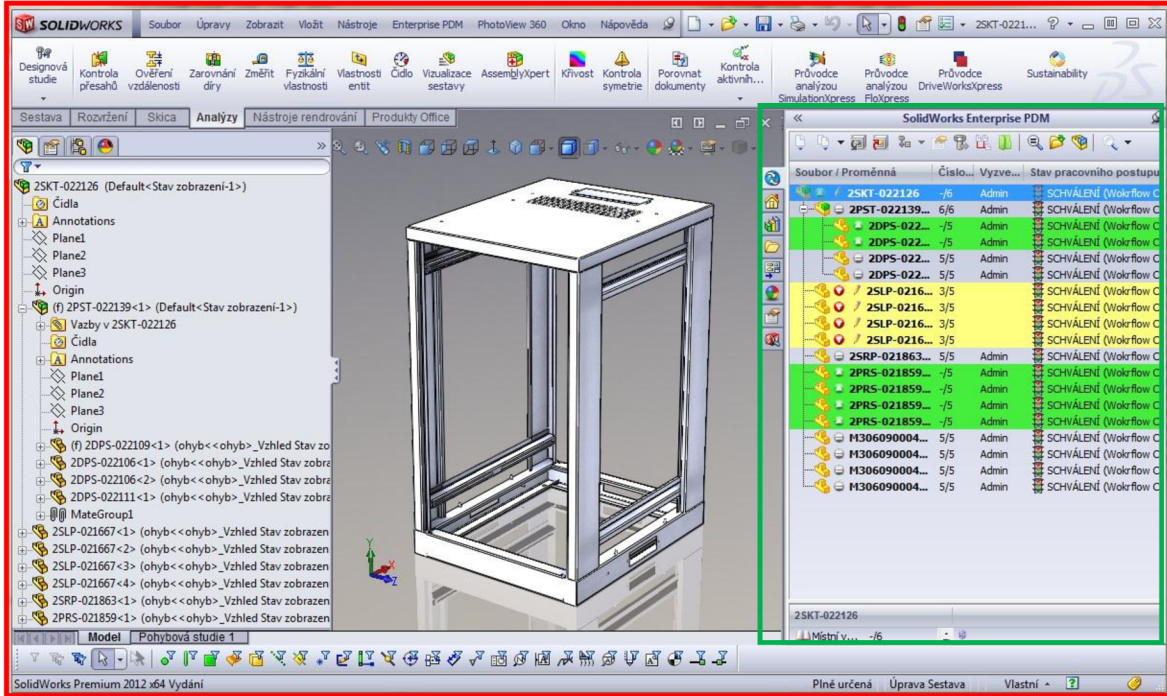 SOLIDWORKS Soubor Úpravy Zobrazit Vložit Nástroje Enterprise PDM PhotoView 360 Okno Nápověda 2SKT-0221...
Designová studie
Kontrola přesahů
Ověření vzdálenosti
Zarovnání díry
Změřit
Fyzikální vlastnosti
Vlastnosti entit
Čidlo
Vizualizace sestavy
AssemblyXpert
Křivost
Kontrola symetrie
Porovnat dokumenty
Kontrola aktivníh...
Průvodce analýzou SimulationXpress
Průvodce analýzou FloXpress
Průvodce DriveWorksXpress
Sustainability
Sestava Rozvržení Skica Analýzy Nástroje rendrování Produkty Office
2SKT-022126 (Default<Stav zobrazení-1>)
Čidla
Annotations
Plane1
Plane2
Plane3
Origin
(f) 2PST-022139<1> (Default<Stav zobrazení-1>)
Vazby v 2SKT-022126
Čidla
Annotations
Plane1
Plane2
Plane3
Origin
(f) 2DPS-022109<1> (ohyb<<ohyb>_Vzhled Stav zo
2DPS-022106<1> (ohyb<<ohyb>_Vzhled Stav zobra
2DPS-022106<2> (ohyb<<ohyb>_Vzhled Stav zobra
2DPS-022111<1> (ohyb<<ohyb>_Vzhled Stav zobra
MateGroup1
2SLP-021667<1> (ohyb<<ohyb>_Vzhled Stav zobrazen
2SLP-021667<2> (ohyb<<ohyb>_Vzhled Stav zobrazen
2SLP-021667<3> (ohyb<<ohyb>_Vzhled Stav zobrazen
2SLP-021667<4> (ohyb<<ohyb>_Vzhled Stav zobrazen
2SRP-021863<1> (ohyb<<ohyb>_Vzhled Stav zobrazen
2PRS-021859<1> (ohyb<<ohyb>_Vzhled Stav zobrazen
Y
X
Z
SolidWorks Enterprise PDM
Soubor / Proměnná Číslo... Vyzve... Stav pracovního postupu
2SKT-022126 -/6 Admin SCHVÁLENÍ (Wokrflow C
2PST-022139... 6/6 Admin SCHVÁLENÍ (Wokrflow C
2DPS-022... -/5 Admin SCHVÁLENÍ (Wokrflow C
2DPS-022... -/5 Admin SCHVÁLENÍ (Wokrflow C
2DPS-022... 5/5 Admin SCHVÁLENÍ (Wokrflow C
2DPS-022... 5/5 Admin SCHVÁLENÍ (Wokrflow C
2SLP-0216... 3/5 SCHVÁLENÍ (Wokrflow C
2SLP-0216... 3/5 SCHVÁLENÍ (Wokrflow C
2SLP-0216... 3/5 SCHVÁLENÍ (Wokrflow C
2SLP-0216... 3/5 SCHVÁLENÍ (Wokrflow C
2SRP-021863... 5/5 Admin SCHVÁLENÍ (Wokrflow C
2PRS-021859... -/5 Admin SCHVÁLENÍ (Wokrflow C
2PRS-021859... -/5 Admin SCHVÁLENÍ (Wokrflow C
2PRS-021859... -/5 Admin SCHVÁLENÍ (Wokrflow C
2PRS-021859... -/5 Admin SCHVÁLENÍ (Wokrflow C
M306090004... 5/5 Admin SCHVÁLENÍ (Wokrflow C
M306090004... 5/5 Admin SCHVÁLENÍ (Wokrflow C
M306090004... 5/5 Admin SCHVÁLENÍ (Wokrflow C
M306090004... 5/5 Admin SCHVÁLENÍ (Wokrflow C
2SKT-022126
Místní v... -/6
Model Pohybová studie 1
SolidWorks Premium 2012 x64 Vydání Plně určená Úprava Sestava Vlastní